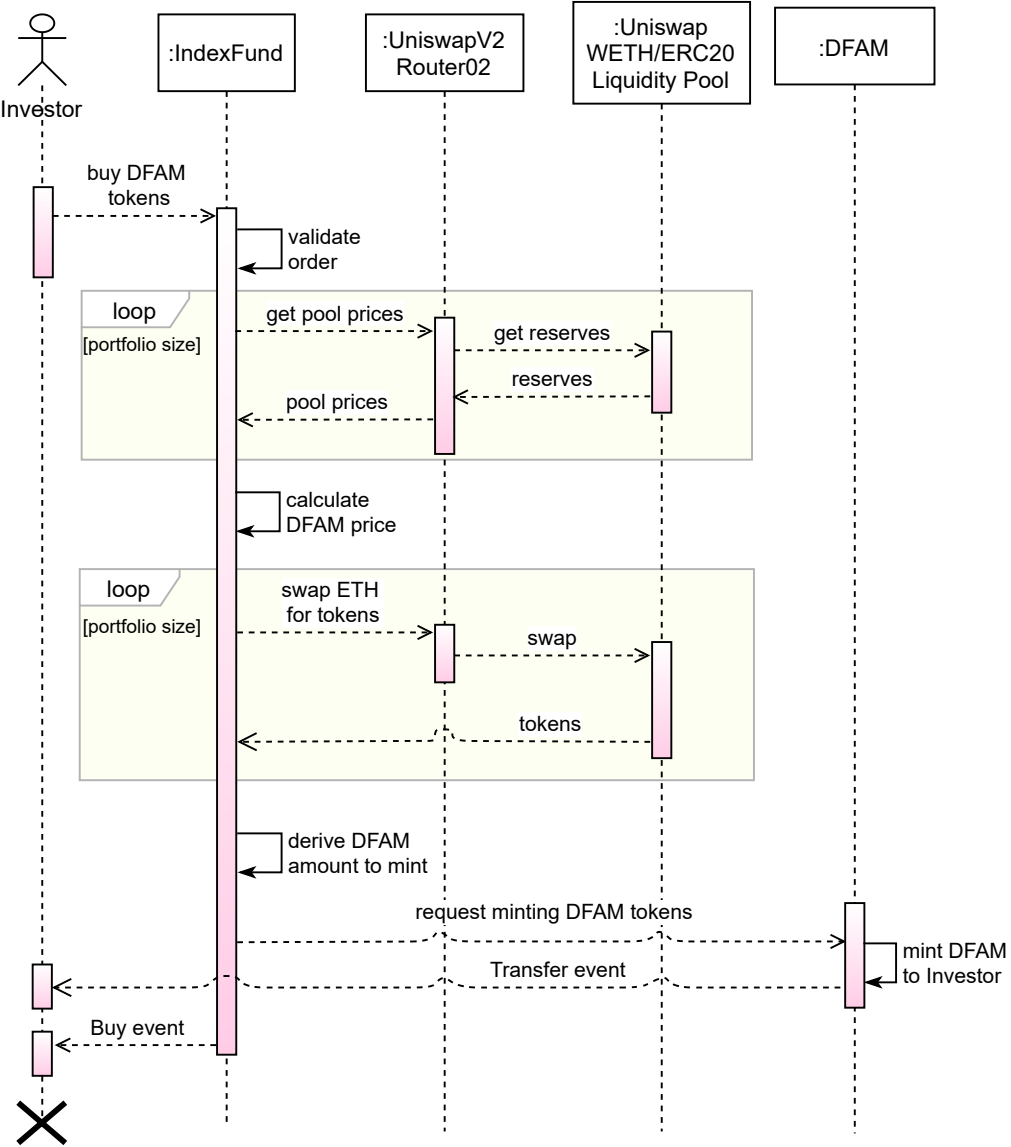 :IndexFund
:UniswapV2
Router02
:Uniswap
WETH/ERC20
Liquidity Pool
:DFAM
Investor
buy DFAM
tokens
validate
order
loop
[portfolio size]
get pool prices
get reserves
reserves
pool prices
calculate
DFAM price
loop
[portfolio size]
swap ETH
for tokens
swap
tokens
derive DFAM
amount to mint
request minting DFAM tokens
mint DFAM
to Investor
Transfer event
Buy event